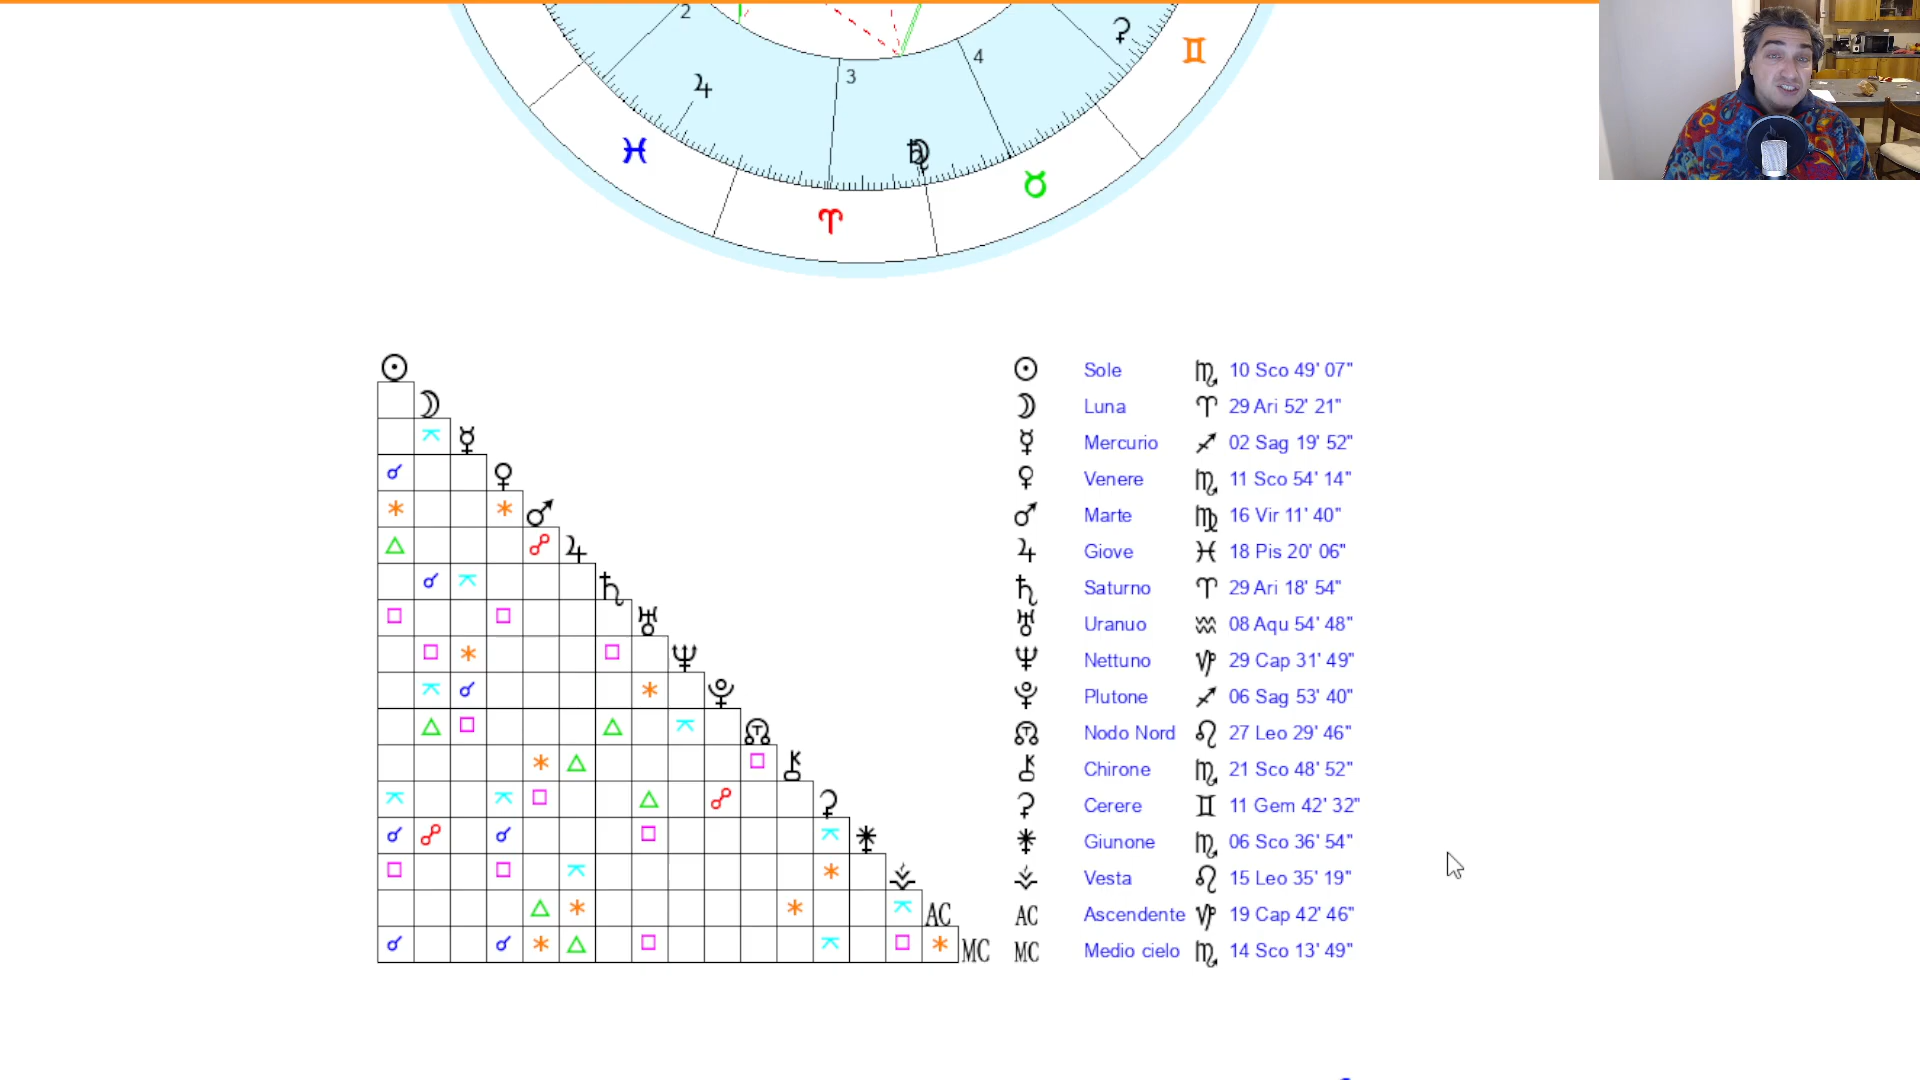 2
3
4
♃
⚳
♊
♓
♄
♈
♉
☉ Sole ♏ 10 Sco 49' 07"
☽ Luna ♈ 29 Ari 52' 21"
☿ Mercurio ♐ 02 Sag 19' 52"
♀ Venere ♏ 11 Sco 54' 14"
♂ Marte ♍ 16 Vir 11' 40"
♃ Giove ♓ 18 Pis 20' 06"
♄ Saturno ♈ 29 Ari 18' 54"
♅ Uranuo ♒ 08 Aqu 54' 48"
♆ Nettuno ♑ 29 Cap 31' 49"
Plutone ♐ 06 Sag 53' 40"
Nodo Nord ♌ 27 Leo 29' 46"
⚷ Chirone ♏ 21 Sco 48' 52"
⚳ Cerere ♊ 11 Gem 42' 32"
⚵ Giunone ♏ 06 Sco 36' 54"
⚶ Vesta ♌ 15 Leo 35' 19"
AC AC Ascendente ♑ 19 Cap 42' 46"
MC MC Medio cielo ♏ 14 Sco 13' 49"